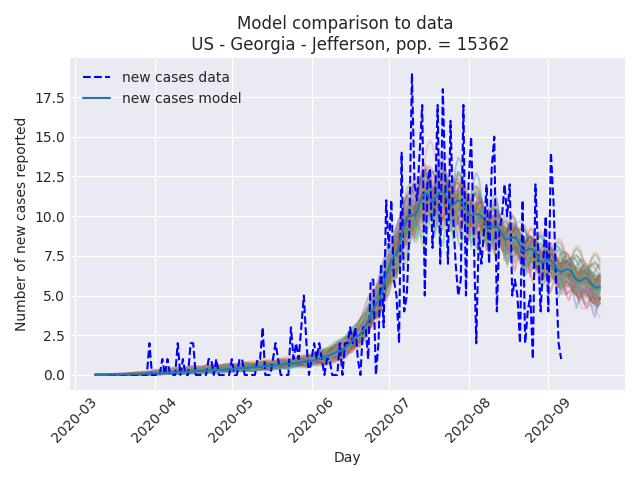 Model comparison to data
US - Georgia - Jefferson, pop. = 15362
new cases data
new cases model
Number of new cases reported
17.5
15.0
12.5
10.0
7.5
5.0
2.5
0.0
2020-03
2020-04
2020-05
2020-06
2020-07
2020-08
2020-09
Day